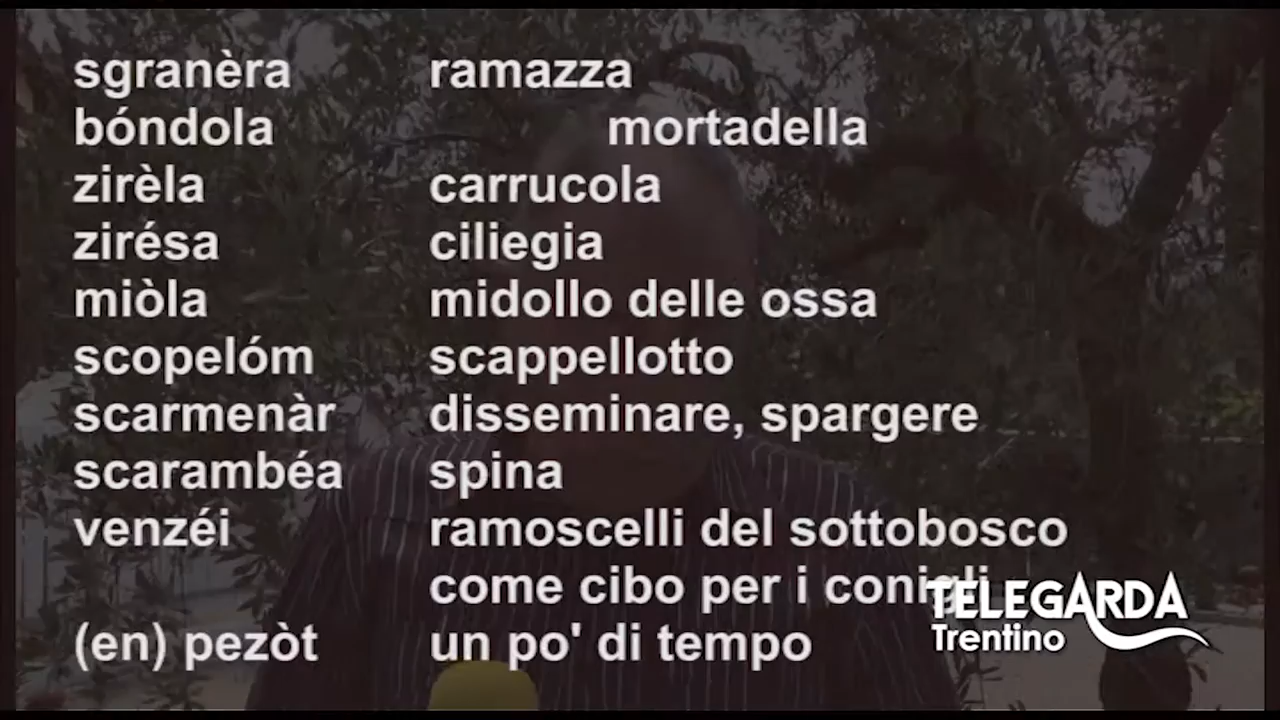 sgranèra ramazza
bóndola mortadella
zirèla carrucola
zirésa ciliegia
miòla midollo delle ossa
scopelóm scappellotto
scarmenàr disseminare, spargere
scarambéa spina
venzéi ramoscelli del sottobosco
come cibo per i conigli
(en) pezòt un po' di tempo
TELEGARDA
Trentino